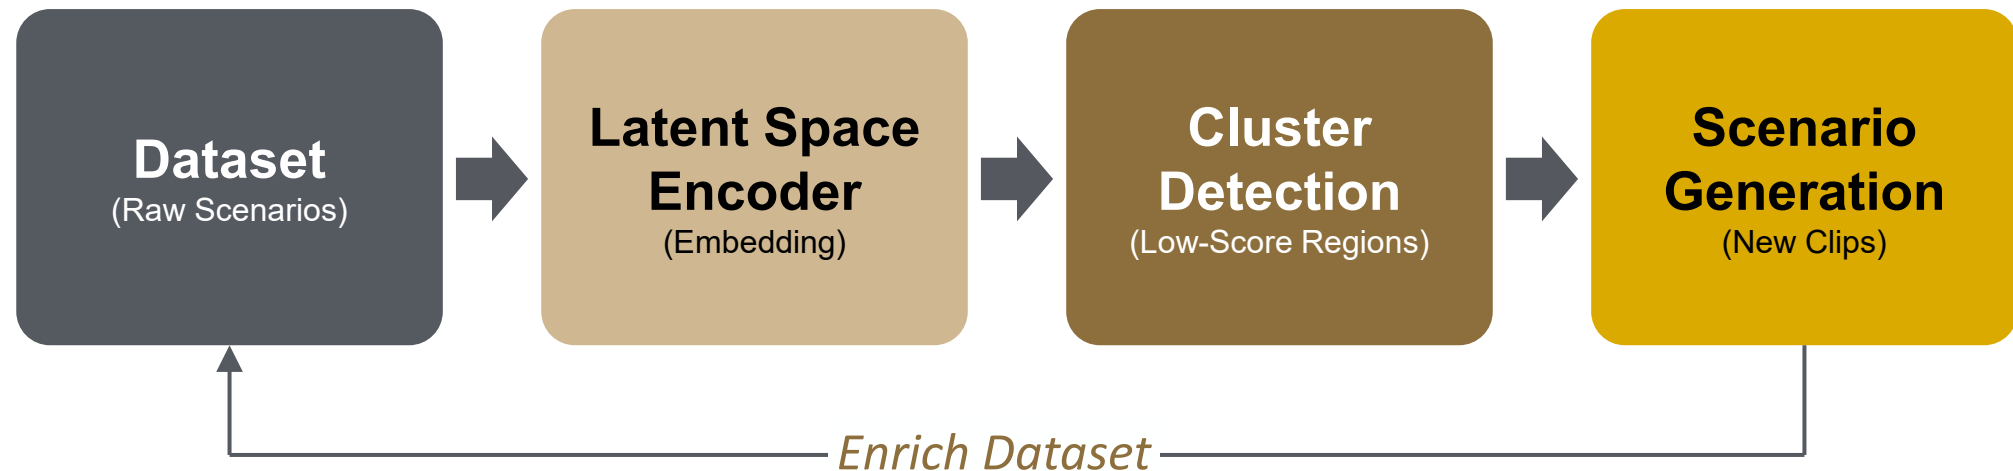 Dataset
(Raw Scenarios)
Latent Space
Encoder
(Embedding)
Cluster
Detection
(Low-Score Regions)
Scenario
Generation
(New Clips)
Enrich Dataset